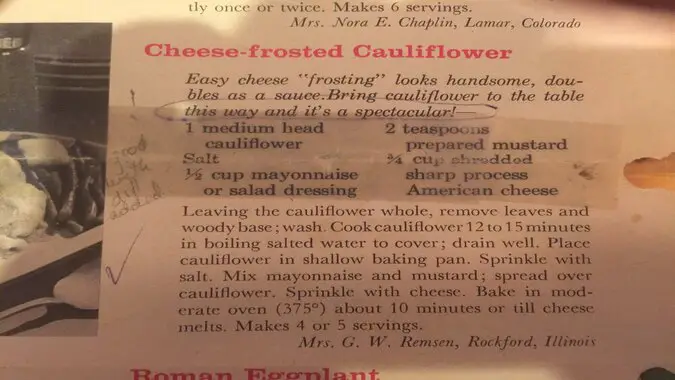 tly once or twice. Makes 6 servings.
Mrs. Nora E. Chaplin, Lamar, Colorado
Cheese-frosted Cauliflower
Easy cheese "frosting" looks handsome, dou-
bles as a sauce. Bring cauliflower to the table
this way and it's a spectacular!—
1 medium head
cauliflower
Salt
½ cup mayonnaise
or salad dressing
2 teaspoons
prepared mustard
¾ cup shredded
sharp process
American cheese
Leaving the cauliflower whole, remove leaves and
woody base; wash. Cook cauliflower 12 to 15 minutes
in boiling salted water to cover; drain well. Place
cauliflower in shallow baking pan. Sprinkle with
salt. Mix mayonnaise and mustard; spread over
cauliflower. Sprinkle with cheese. Bake in mod-
erate oven (375°) about 10 minutes or till cheese
melts. Makes 4 or 5 servings.
Mrs. G. W. Remsen, Rockford, Illinois
Roman Eggplant